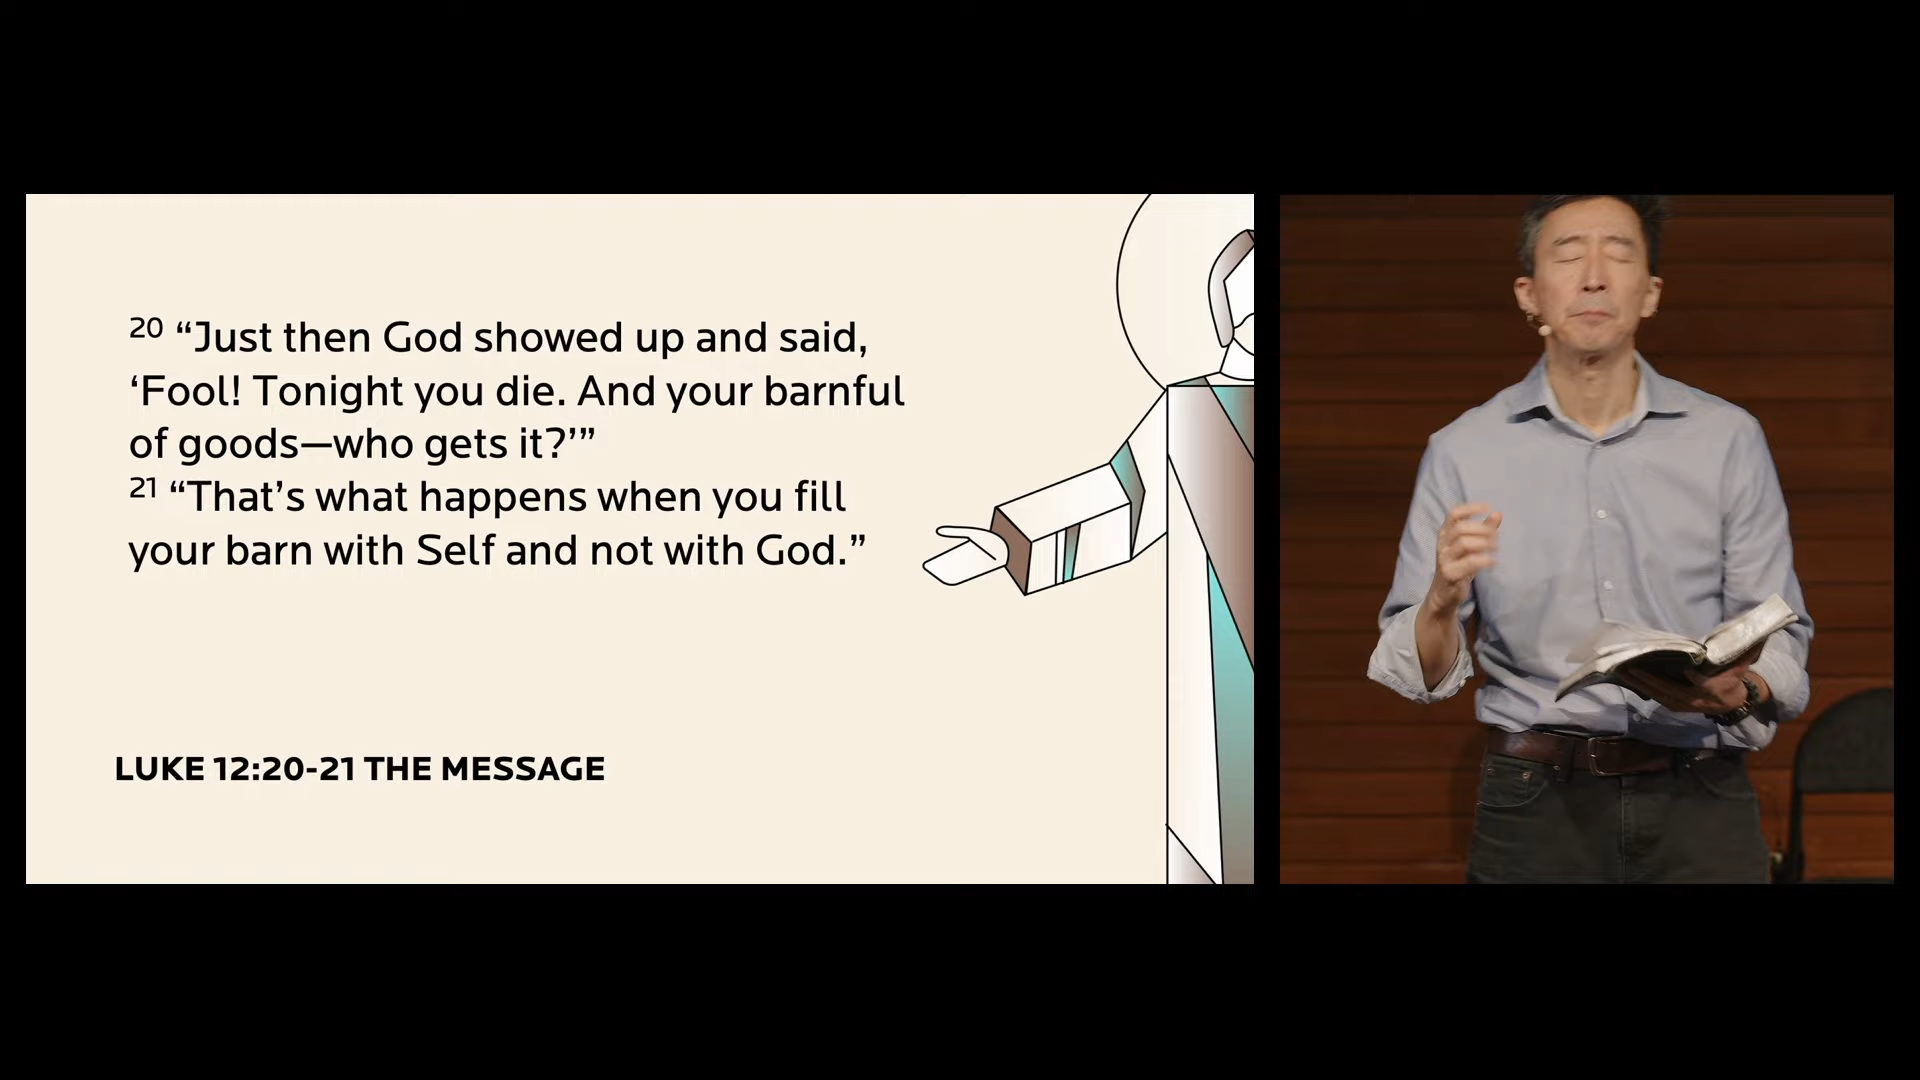 20 “Just then God showed up and said,
‘Fool! Tonight you die. And your barnful
of goods—who gets it?’”
21 “That’s what happens when you fill
your barn with Self and not with God.”
LUKE 12:20-21 THE MESSAGE